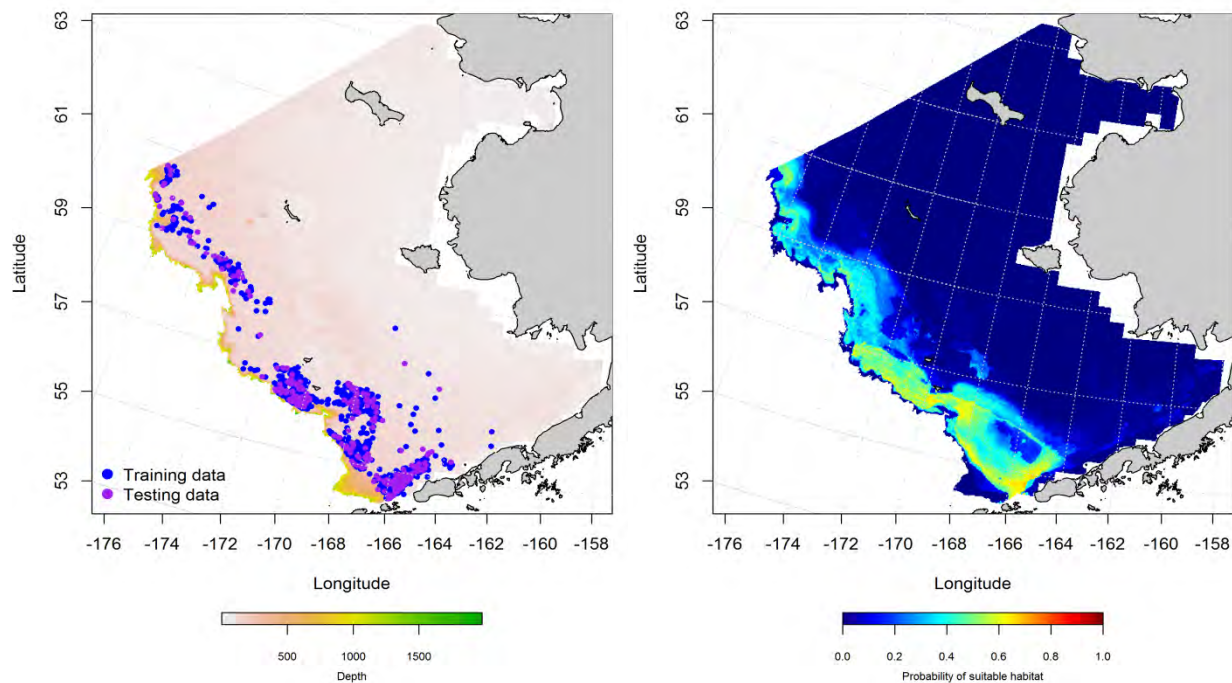 63
61
59
57
55
53
Latitude
Training data
Testing data
-176 -174 -172 -170 -168 -166 -164 -162 -160 -158
Longitude
500 1000 1500
Depth
63
61
59
57
55
53
Latitude
-176 -174 -172 -170 -168 -166 -164 -162 -160 -158
Longitude
0.0 0.2 0.4 0.6 0.8 1.0
Probability of suitable habitat